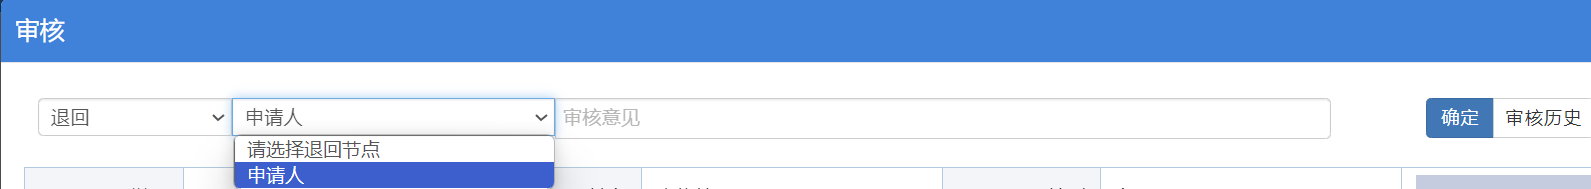 审核
退回 申请人 审核意见 确定 审核历史
请选择退回节点
申请人